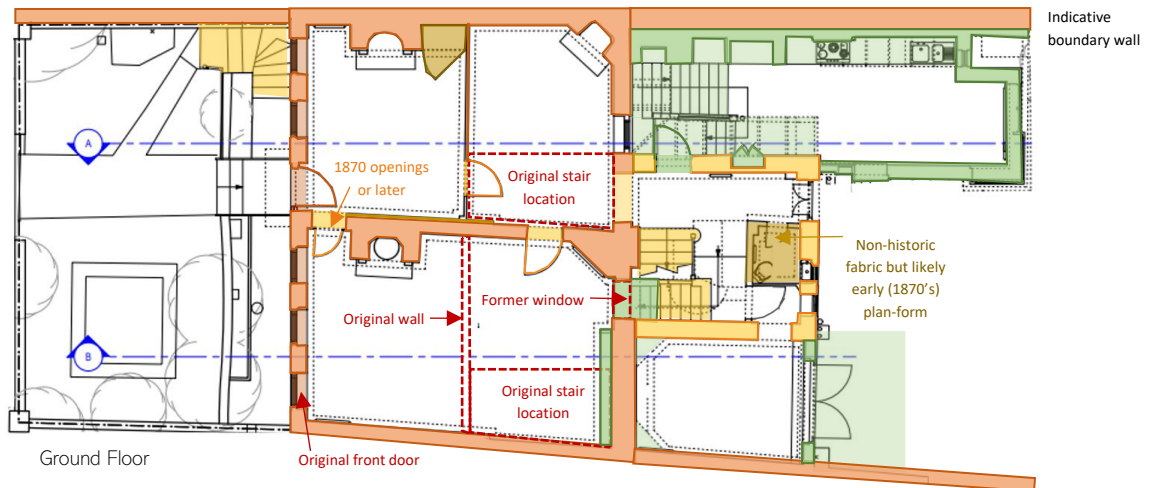 Indicative
boundary wall
A
1870 openings
or later
Original stair
location
Non-historic
fabric but likely
early (1870's)
plan-form
Former window
Original wall
B
Original stair
location
Ground Floor
Original front door